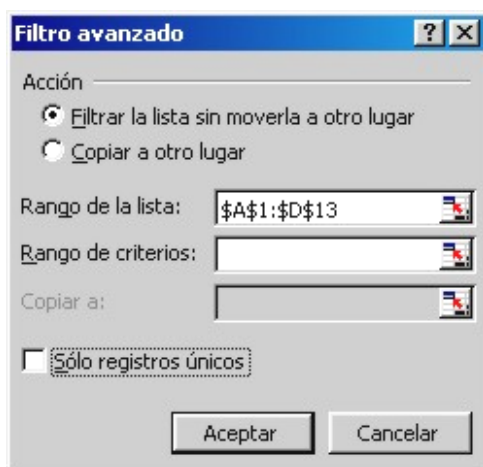 Filtro avanzado
Acción
Filtrar la lista sin moverla a otro lugar
Copiar a otro lugar
Rango de la lista: $A$1:$D$13
Rango de criterios:
Copiar a:
Sólo registros únicos
Aceptar Cancelar